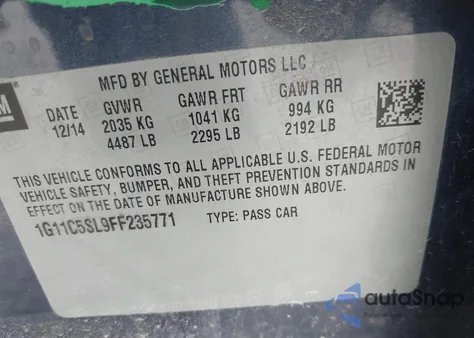 MFD BY GENERAL MOTORS LLC
GM
DATE GVWR GAWR FRT GAWR RR
12/14 2035 KG 1041 KG 994 KG
4487 LB 2295 LB 2192 LB
THIS VEHICLE CONFORMS TO ALL APPLICABLE U.S. FEDERAL MOTOR
VEHICLE SAFETY, BUMPER, AND THEFT PREVENTION STANDARDS IN
EFFECT ON THE DATE OF MANUFACTURE SHOWN ABOVE.
1G11C5SL9FF235771 TYPE: PASS CAR
autoSnap